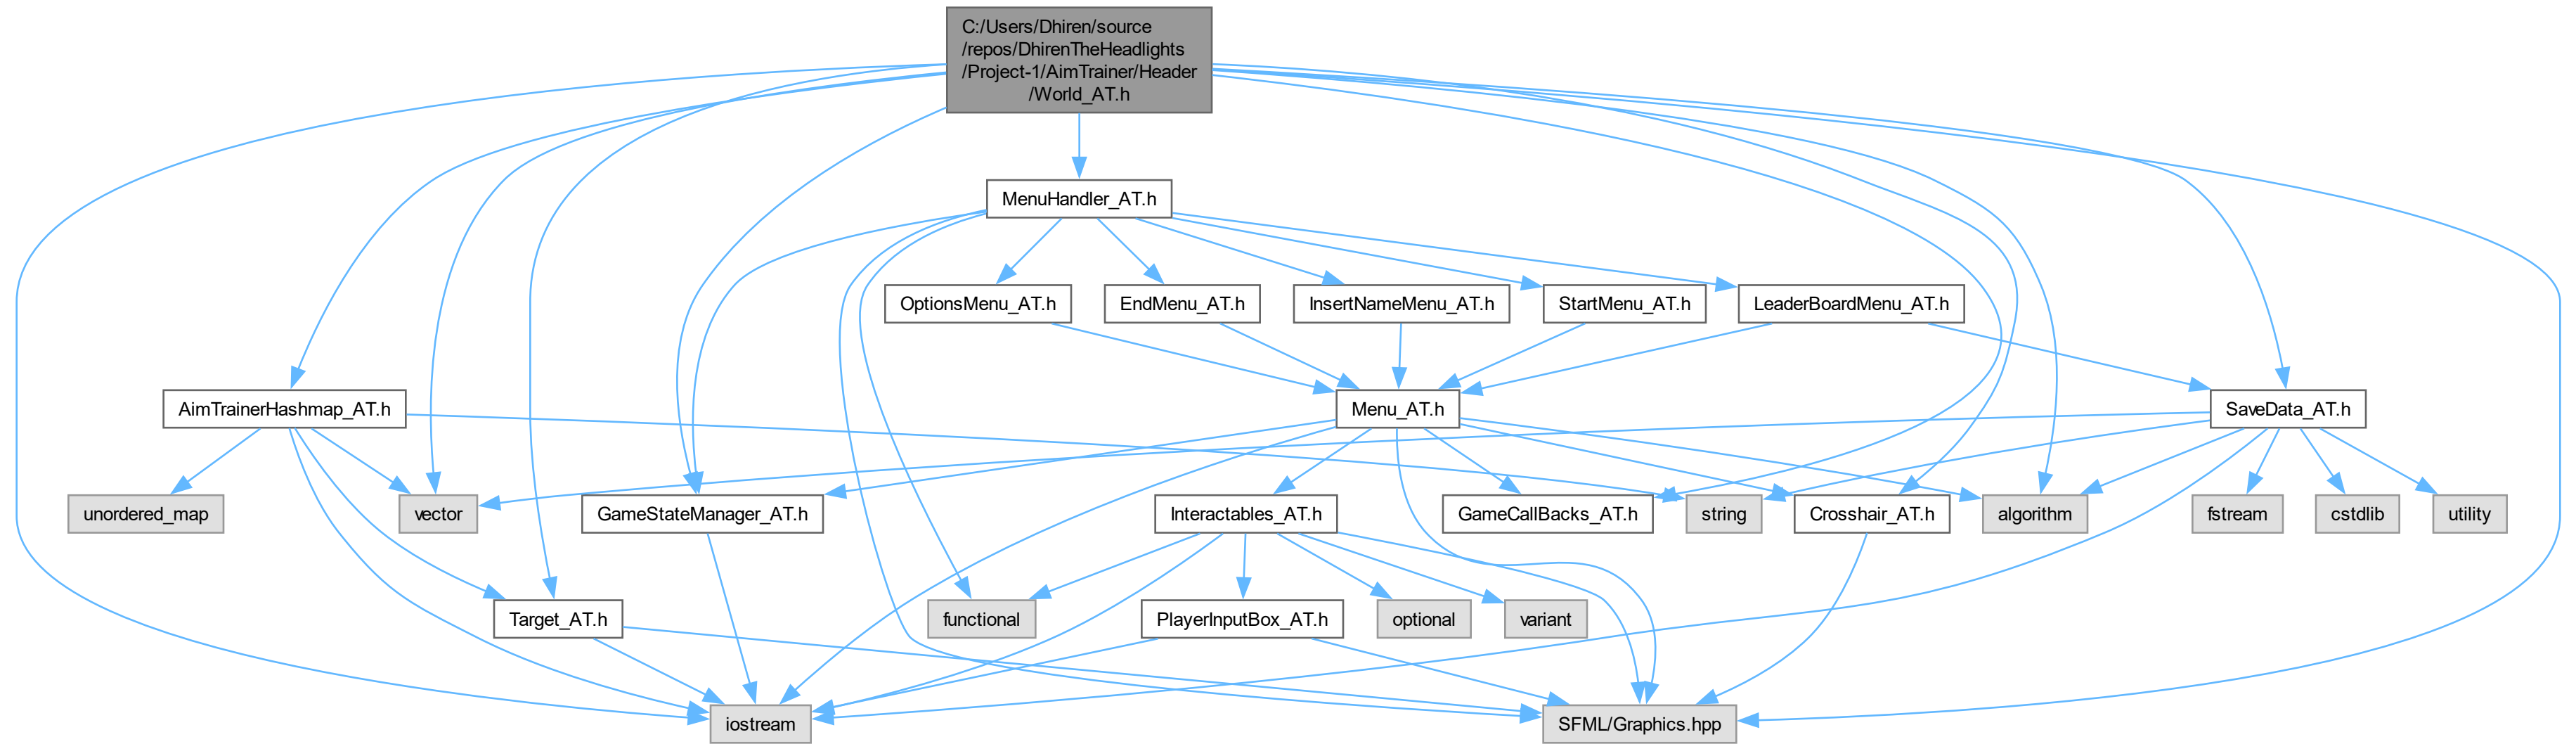 C:/Users/Dhiren/source
/repos/DhirenTheHeadlights
/Project-1/AimTrainer/Header
/World_AT.h
MenuHandler_AT.h
OptionsMenu_AT.h
EndMenu_AT.h
InsertNameMenu_AT.h
StartMenu_AT.h
LeaderBoardMenu_AT.h
AimTrainerHashmap_AT.h
Menu_AT.h
SaveData_AT.h
unordered_map
vector
GameStateManager_AT.h
Interactables_AT.h
GameCallBacks_AT.h
string
Crosshair_AT.h
algorithm
fstream
cstdlib
utility
Target_AT.h
functional
PlayerInputBox_AT.h
optional
variant
iostream
SFML/Graphics.hpp